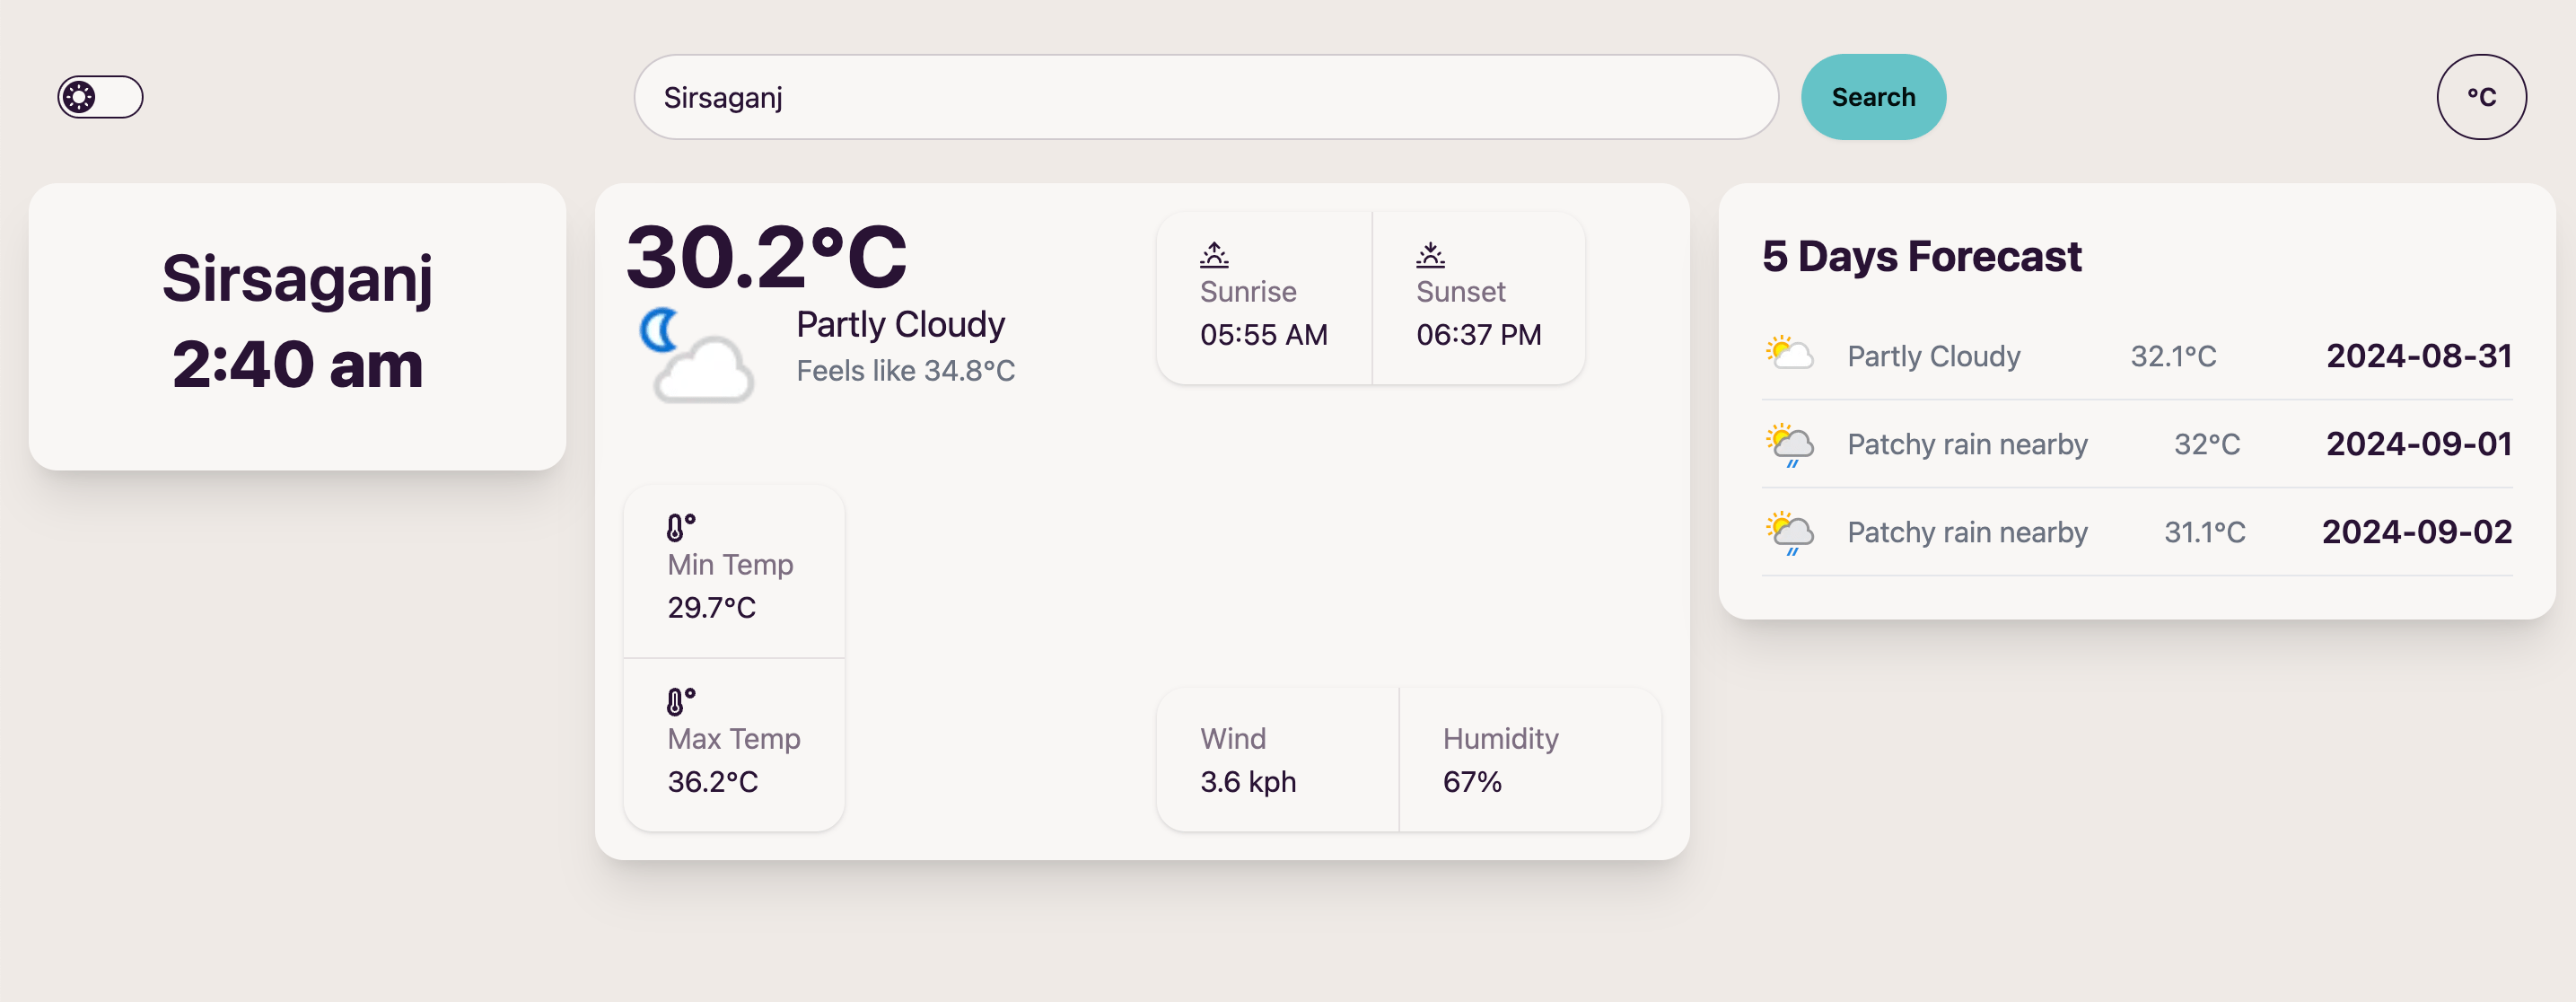 Sirsaganj
Search
°C
Sirsaganj
2:40 am
30.2°C
Partly Cloudy
Feels like 34.8°C
Sunrise
05:55 AM
Sunset
06:37 PM
Min Temp
29.7°C
Max Temp
36.2°C
Wind
3.6 kph
Humidity
67%
5 Days Forecast
Partly Cloudy 32.1°C 2024-08-31
Patchy rain nearby 32°C 2024-09-01
Patchy rain nearby 31.1°C 2024-09-02